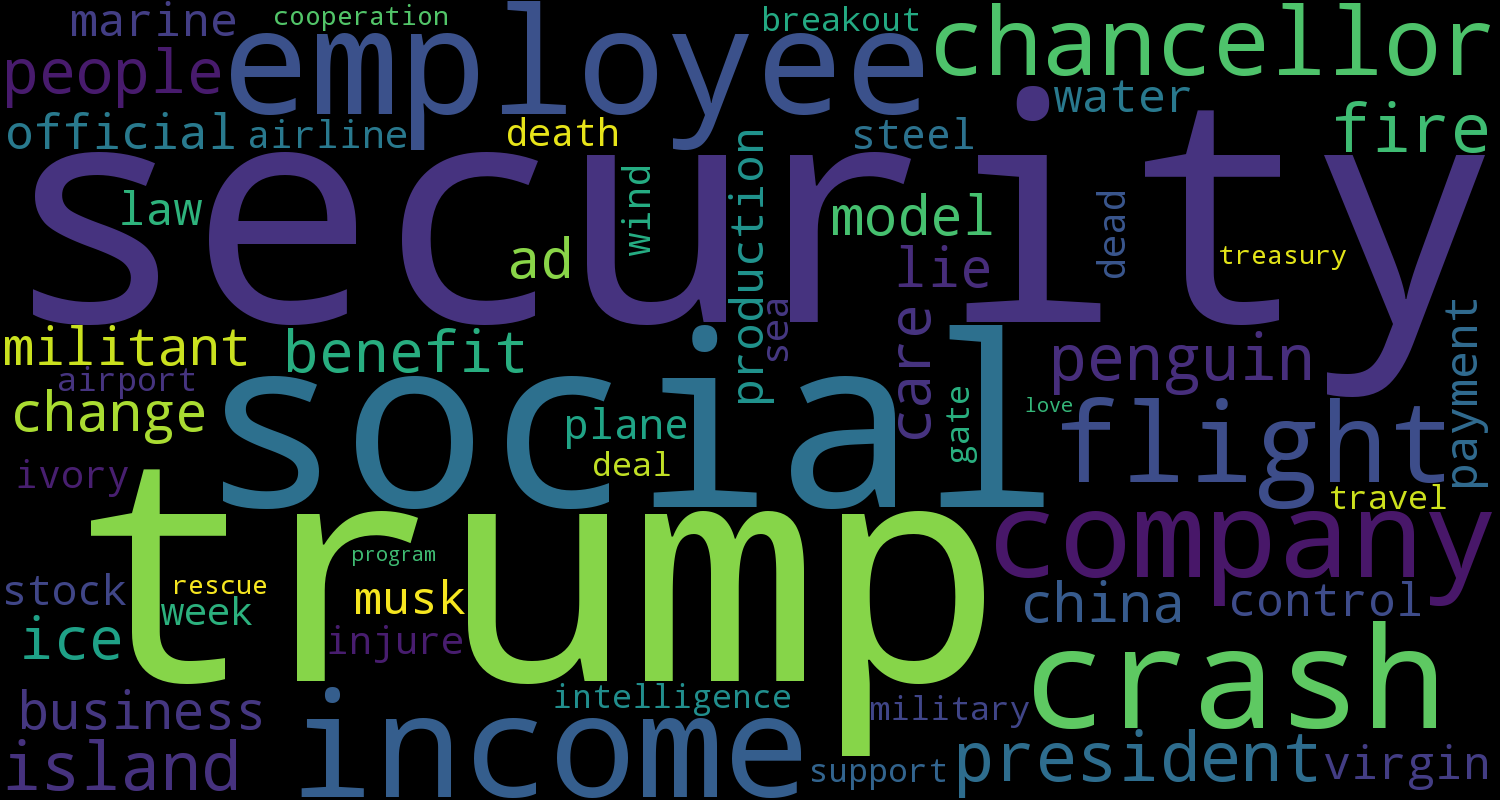 marine
cooperation
breakout
chancellor
people
employee
water
official
airline
death
steel
fire
security
law
wind
production
model
dead
ad
lie
treasury
militant
benefit
sea
care
penguin
payment
airport
social
change
plane
love
gate
flight
ivory
deal
travel
trump
company
program
stock
rescue
musk
week
china
control
ice
injure
crash
business
intelligence
military
island
income
support
president
virgin